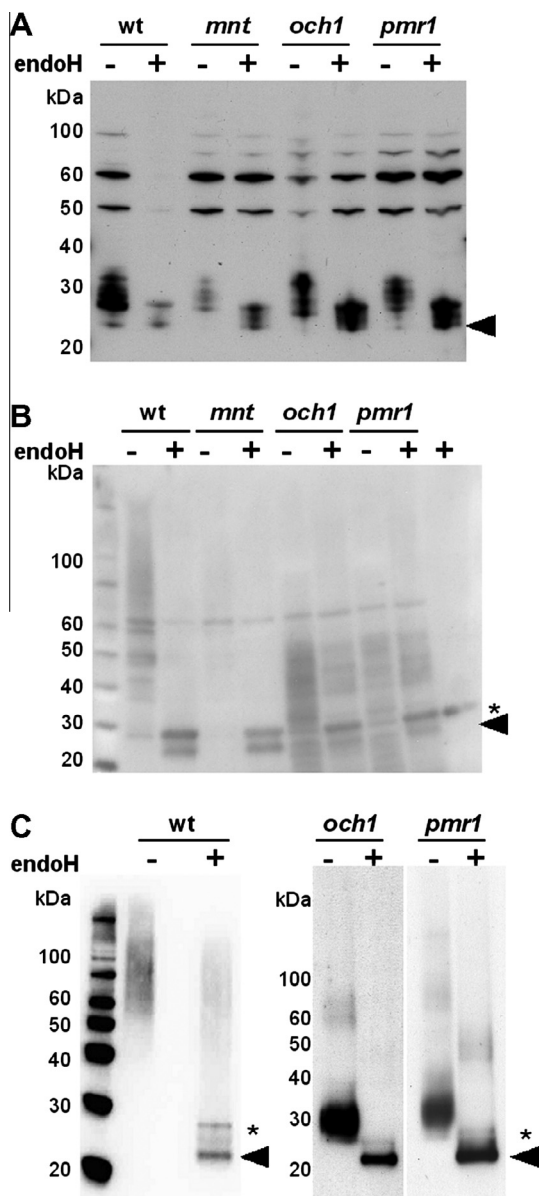 A
wt mnt och1 pmr1
endoH - + - + - + - +
kDa
100
60
50
40
30
20
B
wt mnt och1 pmr1
endoH - + - + - + - + +
kDa
100
60
50
40
30
20
*
C
wt och1 pmr1
endoH - + - + - +
kDa kDa
100 100
60 60
50 50
40 40
30 30
20 20
* *